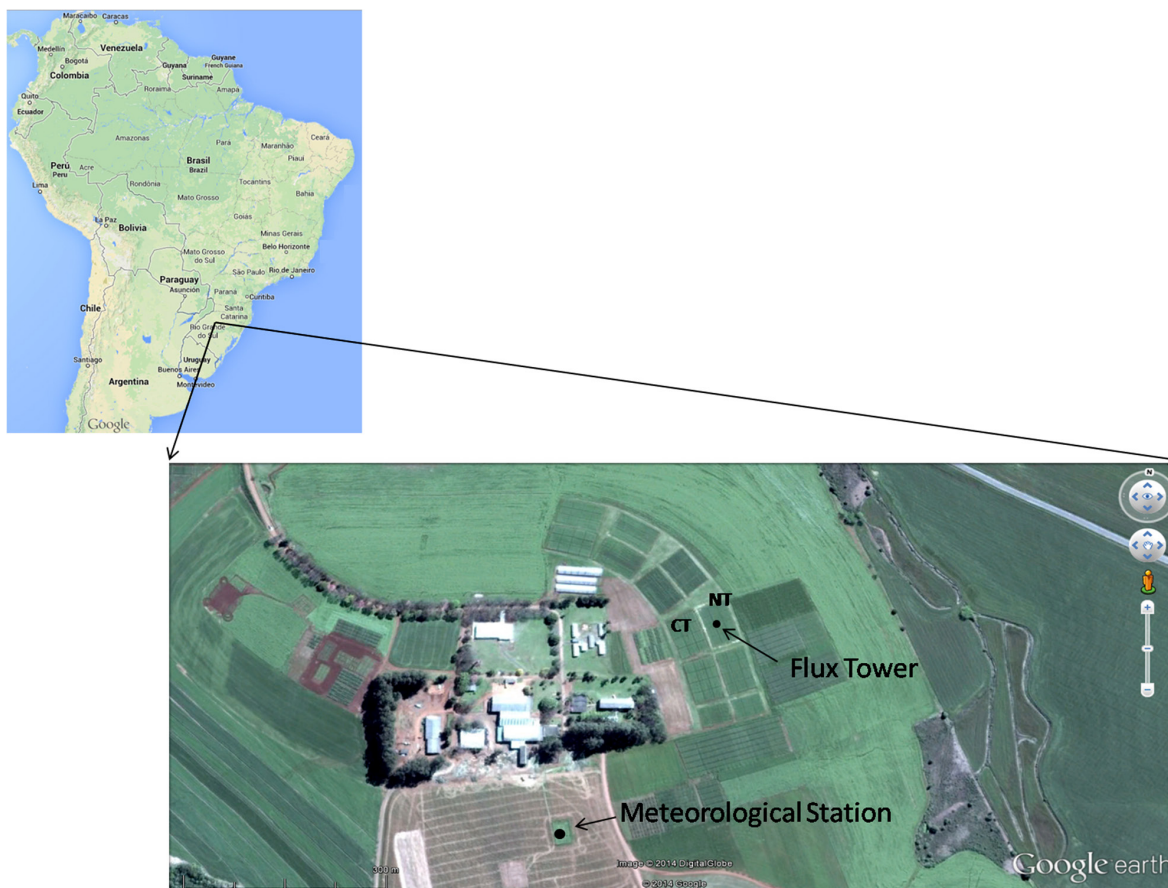 Maracaibo
Caracas
Medellin
Venezuela
Bogotá
Colombia
Guyana
Guyane
French Guiana
Suriname
Roraima
Amapa
Quito
Ecuador
Amazonas
Pará
Maranhão
Ceará
Piauí
Perú
Peru
Acre
Brasil
Brazil
Rondônia
Tocantins
Lima
Mato Grosso
Bahia
La Paz
Bolivia
Goiás
Minas Gerais
Belo Horizonte
Mato Grosso
do Sul
São Paulo
Rio de Janeiro
Paraguay
Asunción
Paraná
Curitiba
Chile
Santa
Catarina
Rio Grande
do Sul
Santiago
Uruguay
Buenos Aires
Montevideo
Argentina
Google
N
NT
CT
Flux Tower
Meteorological Station
300 m
Image © 2014 DigitalGlobe
© 2014 Google
Google earth